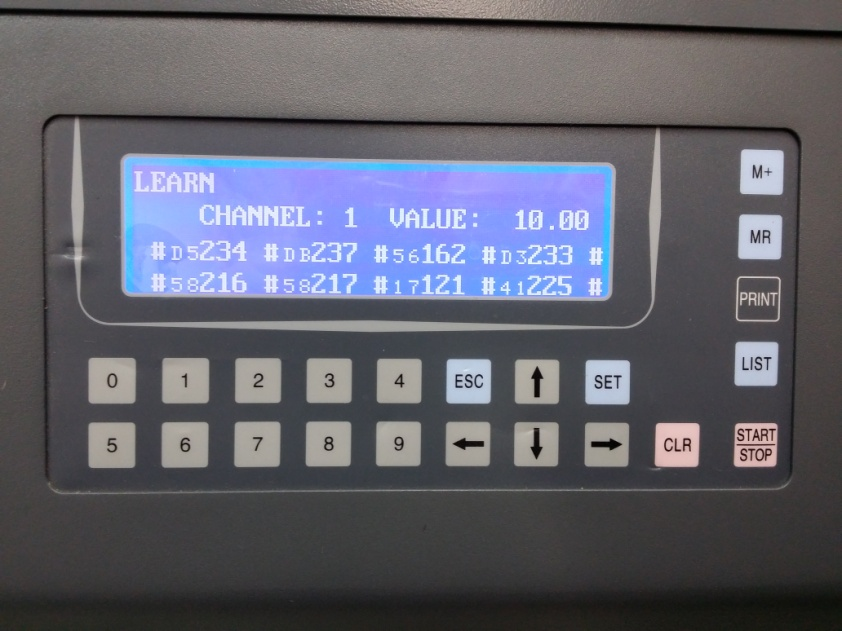 LEARN
CHANNEL: 1 VALUE: 10.00
#D5234 #DB237 #56162 #D3233 #
#58216 #58217 #17121 #41225 #
M+
MR
PRINT
LIST
0 1 2 3 4 ESC ↑ SET
5 6 7 8 9 ← ↓ → CLR
START
STOP